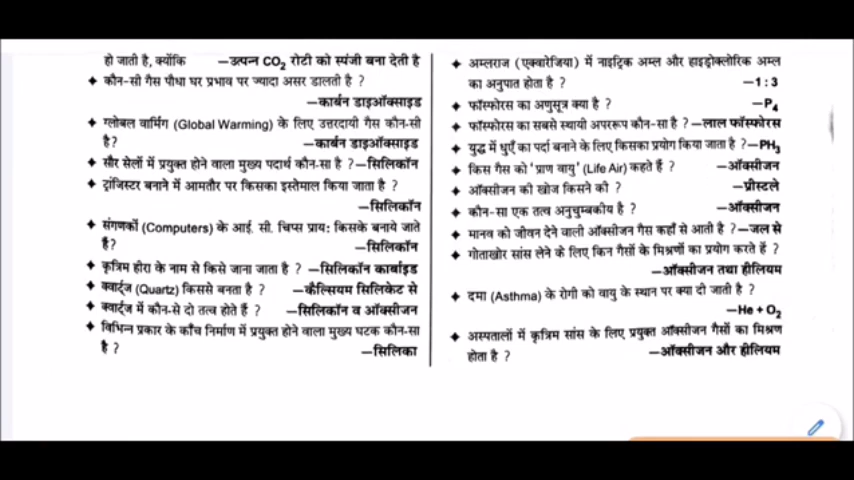 हो जाती है, क्योंकि —उत्पन्न CO₂ रोटी को स्पंजी बना देती है
✦ कौन-सी गैस पौधा घर प्रभाव पर ज्यादा असर डालती है ?
—कार्बन डाइऑक्साइड
✦ ग्लोबल वार्मिंग (Global Warming) के लिए उत्तरदायी गैस कौन-सी
है? —कार्बन डाइऑक्साइड
✦ सौर सेलों में प्रयुक्त होने वाला मुख्य पदार्थ कौन-सा है ? —सिलिकॉन
✦ ट्रांजिस्टर बनाने में आमतौर पर किसका इस्तेमाल किया जाता है ?
—सिलिकॉन
✦ संगणकों (Computers) के आई. सी. चिप्स प्राय: किसके बनाये जाते
हैं? —सिलिकॉन
✦ कृत्रिम हीरा के नाम से किसे जाना जाता है ? —सिलिकॉन कार्बाइड
✦ क्वार्ट्ज (Quartz) किससे बनता है ? —कैल्सियम सिलिकेट से
✦ क्वार्ट्ज में कौन-से दो तत्व होते हैं ? —सिलिकॉन व ऑक्सीजन
✦ विभिन्न प्रकार के काँच निर्माण में प्रयुक्त होने वाला मुख्य घटक कौन-सा
है ? —सिलिका
✦ अम्लराज (एक्वारेजिया) में नाइट्रिक अम्ल और हाइड्रोक्लोरिक अम्ल
का अनुपात होता है ? —1 : 3
✦ फॉस्फोरस का अणुसूत्र क्या है ? —P₄
✦ फॉस्फोरस का सबसे स्थायी अपररूप कौन-सा है ? —लाल फॉस्फोरस
✦ युद्ध में धुएँ का पर्दा बनाने के लिए किसका प्रयोग किया जाता है ? —PH₃
✦ किस गैस को 'प्राण वायु' (Life Air) कहते हैं ? —ऑक्सीजन
✦ ऑक्सीजन की खोज किसने की ? —प्रीस्टले
✦ कौन-सा एक तत्व अनुचुम्बकीय है ? —ऑक्सीजन
✦ मानव को जीवन देने वाली ऑक्सीजन गैस कहाँ से आती है ? —जल से
✦ गोताखोर सांस लेने के लिए किन गैसों के मिश्रणों का प्रयोग करते हैं ?
—ऑक्सीजन तथा हीलियम
✦ दमा (Asthma) के रोगी को वायु के स्थान पर क्या दी जाती है ?
—He + O₂
✦ अस्पतालों में कृत्रिम सांस के लिए प्रयुक्त ऑक्सीजन गैसों का मिश्रण
होता है ? —ऑक्सीजन और हीलियम